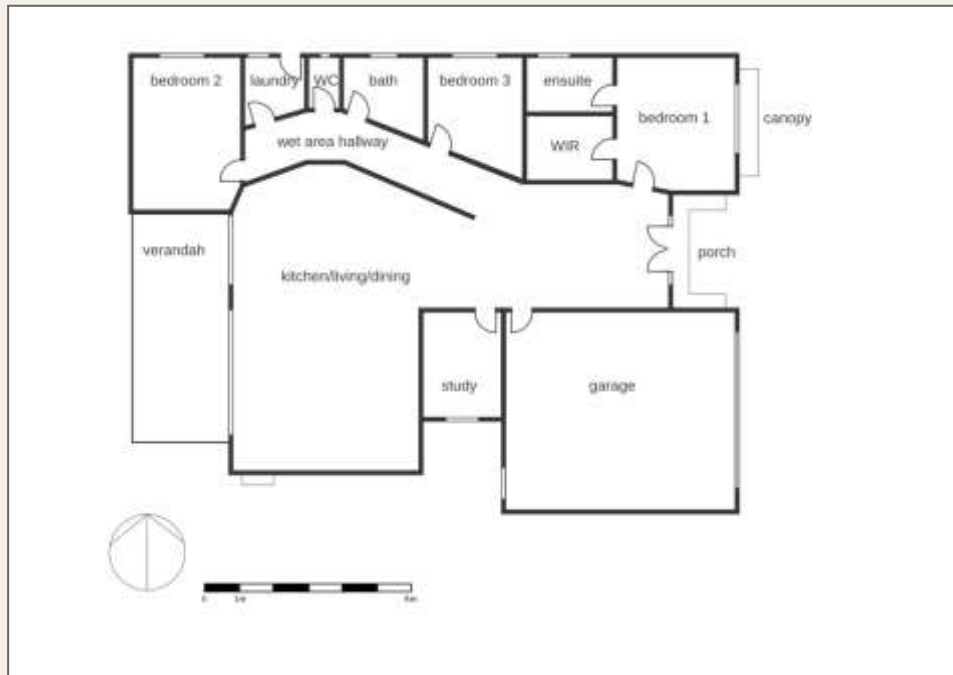 bedroom 2
laundry
WC
bath
bedroom 3
ensuite
bedroom 1
canopy
wet area hallway
WIR
verandah
kitchen/living/dining
porch
study
garage
0